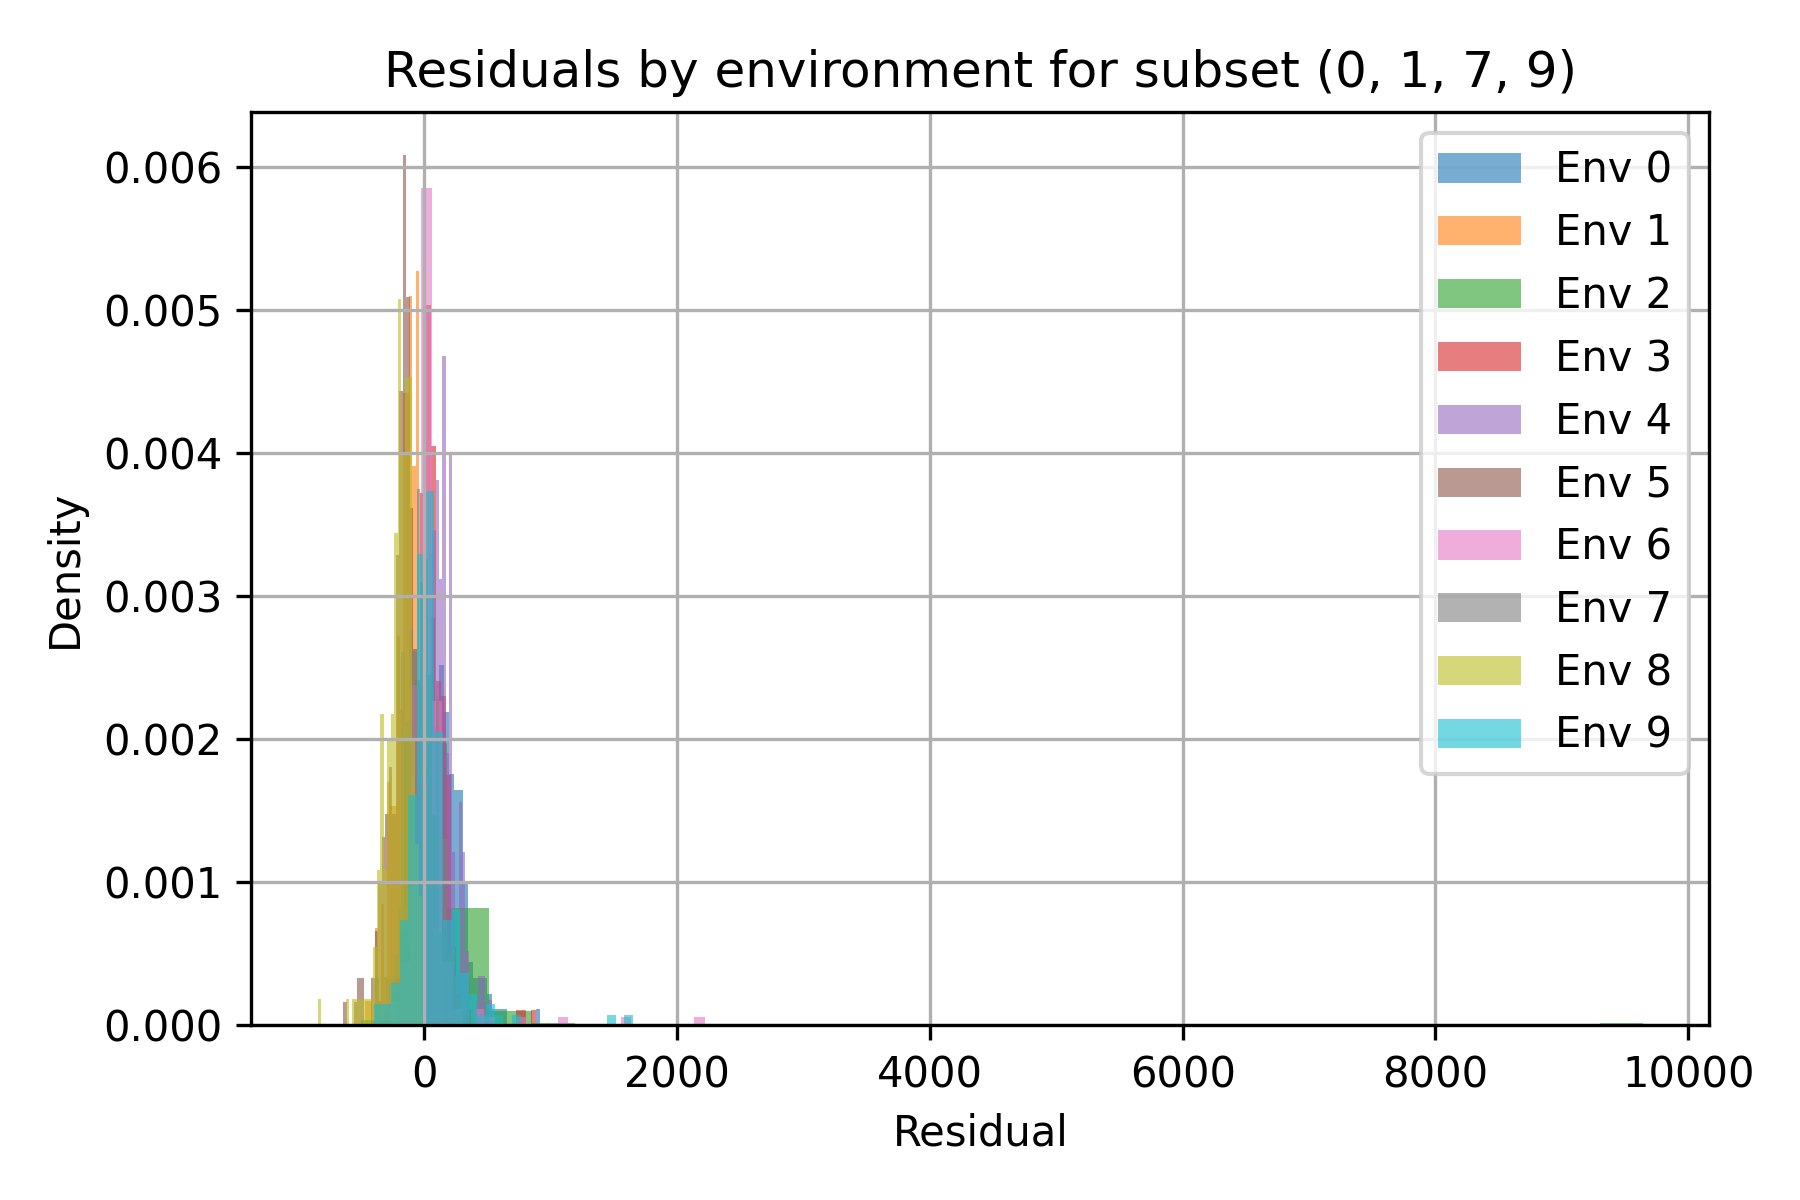 Residuals by environment for subset (0, 1, 7, 9)
0.006
0.005
0.004
0.003
0.002
0.001
0.000
Density
0
2000
4000
6000
8000
10000
Residual
Env 0
Env 1
Env 2
Env 3
Env 4
Env 5
Env 6
Env 7
Env 8
Env 9